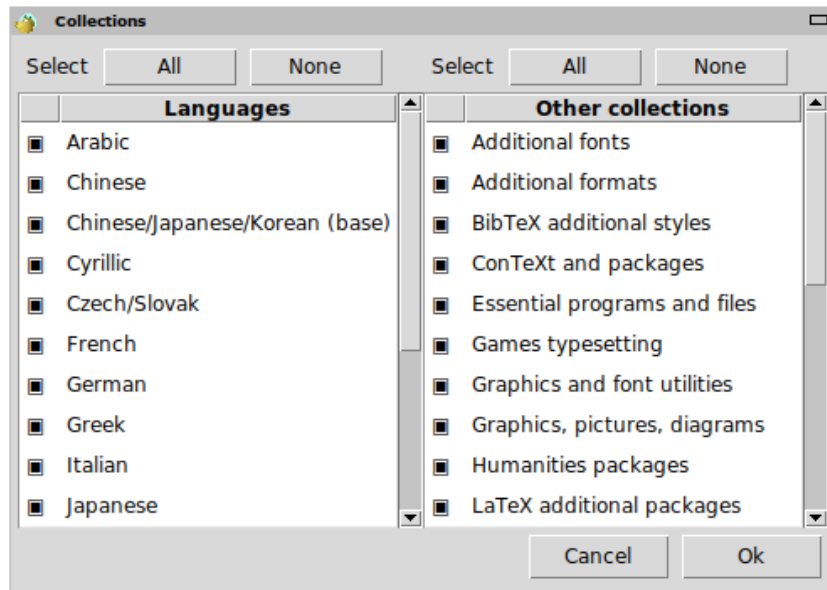 Collections
Select All None
Select All None
Languages
Arabic
Chinese
Chinese/Japanese/Korean (base)
Cyrillic
Czech/Slovak
French
German
Greek
Italian
Japanese
Other collections
Additional fonts
Additional formats
BibTeX additional styles
ConTeXt and packages
Essential programs and files
Games typesetting
Graphics and font utilities
Graphics, pictures, diagrams
Humanities packages
LaTeX additional packages
Cancel Ok